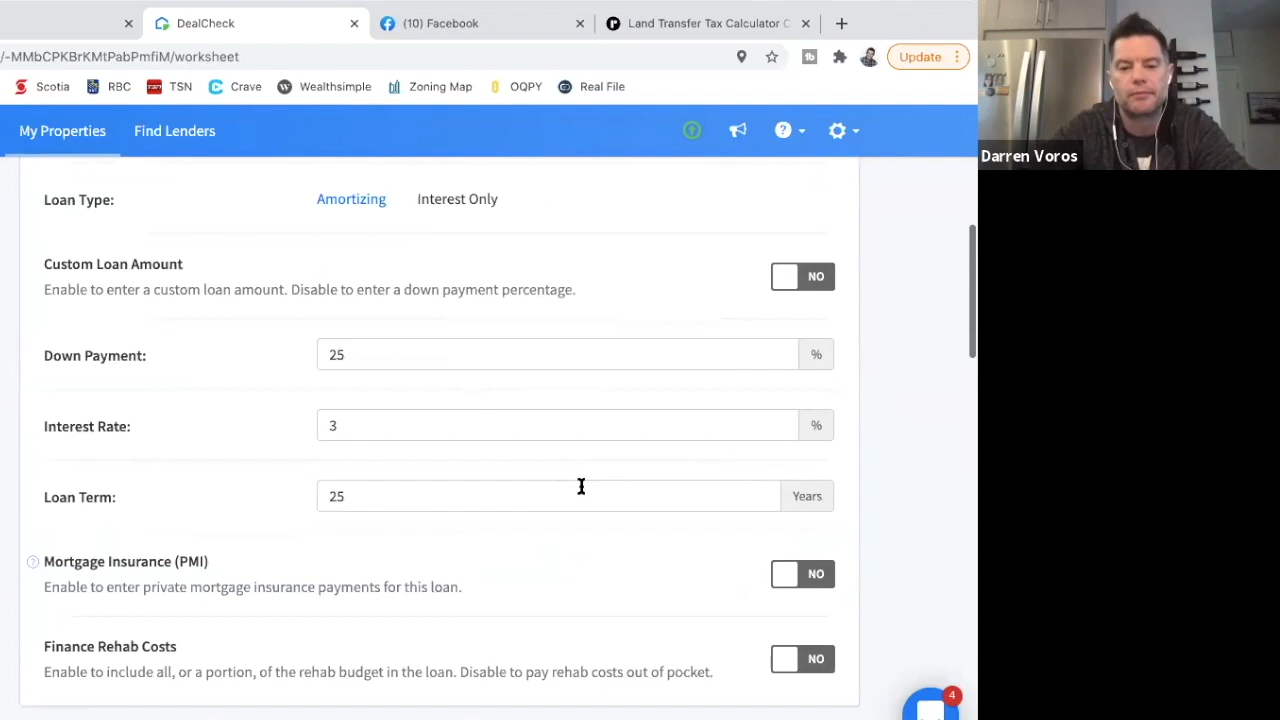 DealCheck
(10) Facebook
Land Transfer Tax Calculator C
/-MMbCPKBrKMtPabPmfiM/worksheet
Update
Scotia
RBC
TSN
Crave
Wealthsimple
Zoning Map
OQPY
Real File
My Properties
Find Lenders
Darren Voros
Loan Type:
Amortizing
Interest Only
Custom Loan Amount
NO
Enable to enter a custom loan amount. Disable to enter a down payment percentage.
Down Payment:
25
%
Interest Rate:
3
%
Loan Term:
25
Years
Mortgage Insurance (PMI)
NO
Enable to enter private mortgage insurance payments for this loan.
Finance Rehab Costs
NO
Enable to include all, or a portion, of the rehab budget in the loan. Disable to pay rehab costs out of pocket.
4